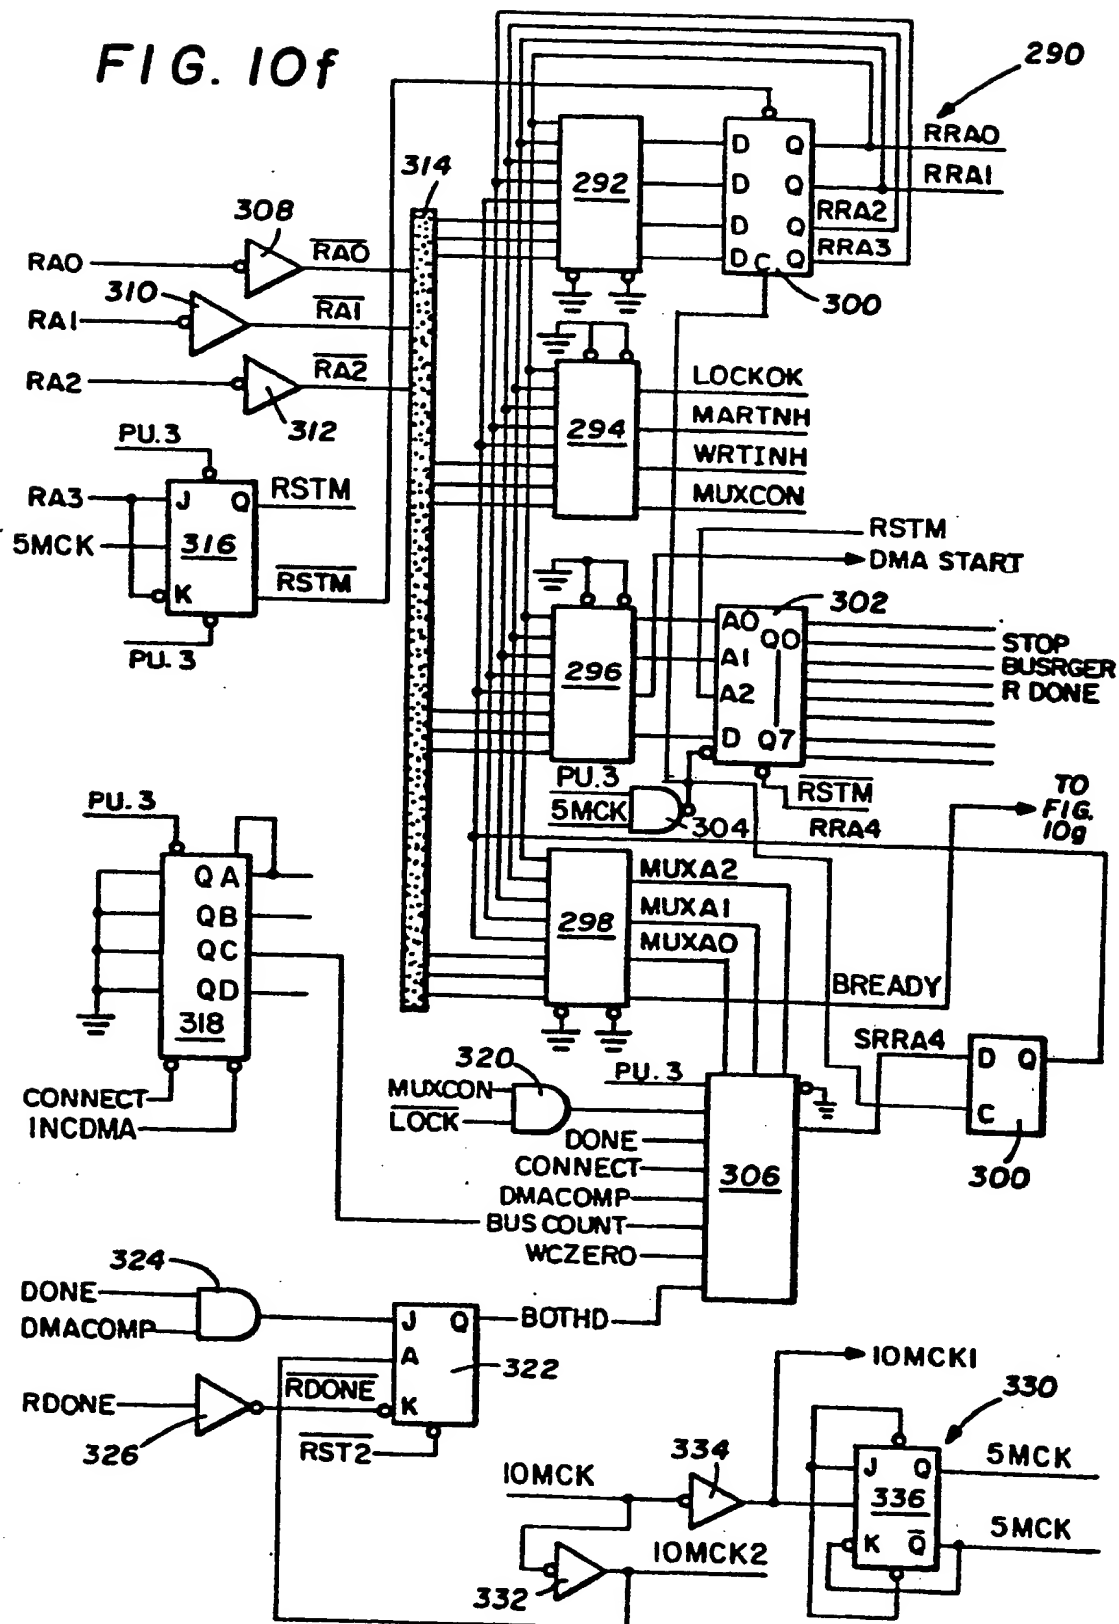 FIG. 10f
290
RRA0
RRA1
RRA2
RRA3
D Q
D Q
D Q
D Q
C
300
292
314
308
RA0
RA0
310
RA1
RA1
RA2
RA2
312
PU.3
RA3
J Q
RSTM
5MCK
316
K
RSTM
PU.3
294
LOCKOK
MARTNH
WRTINH
MUXCON
RSTM
DMA START
302
A0
Q0
A1
A2
D Q7
STOP
BUSRGER
R DONE
296
PU.3
5MCK
304
RSTM
RRA4
TO
FIG.
10g
PU.3
QA
QB
QC
QD
318
CONNECT
INCDMA
298
MUXA2
MUXA1
MUXA0
BREADY
SRRA4
D Q
C
300
320
MUXCON
LOCK
PU.3
DONE
CONNECT
DMACOMP
BUS COUNT
WCZERO
306
324
DONE
DMACOMP
J Q
BOTHD
A
322
RDONE
RDONE
K
326
RST2
10MCK1
330
10MCK
334
J Q
5MCK
336
K Q
5MCK
10MCK2
332